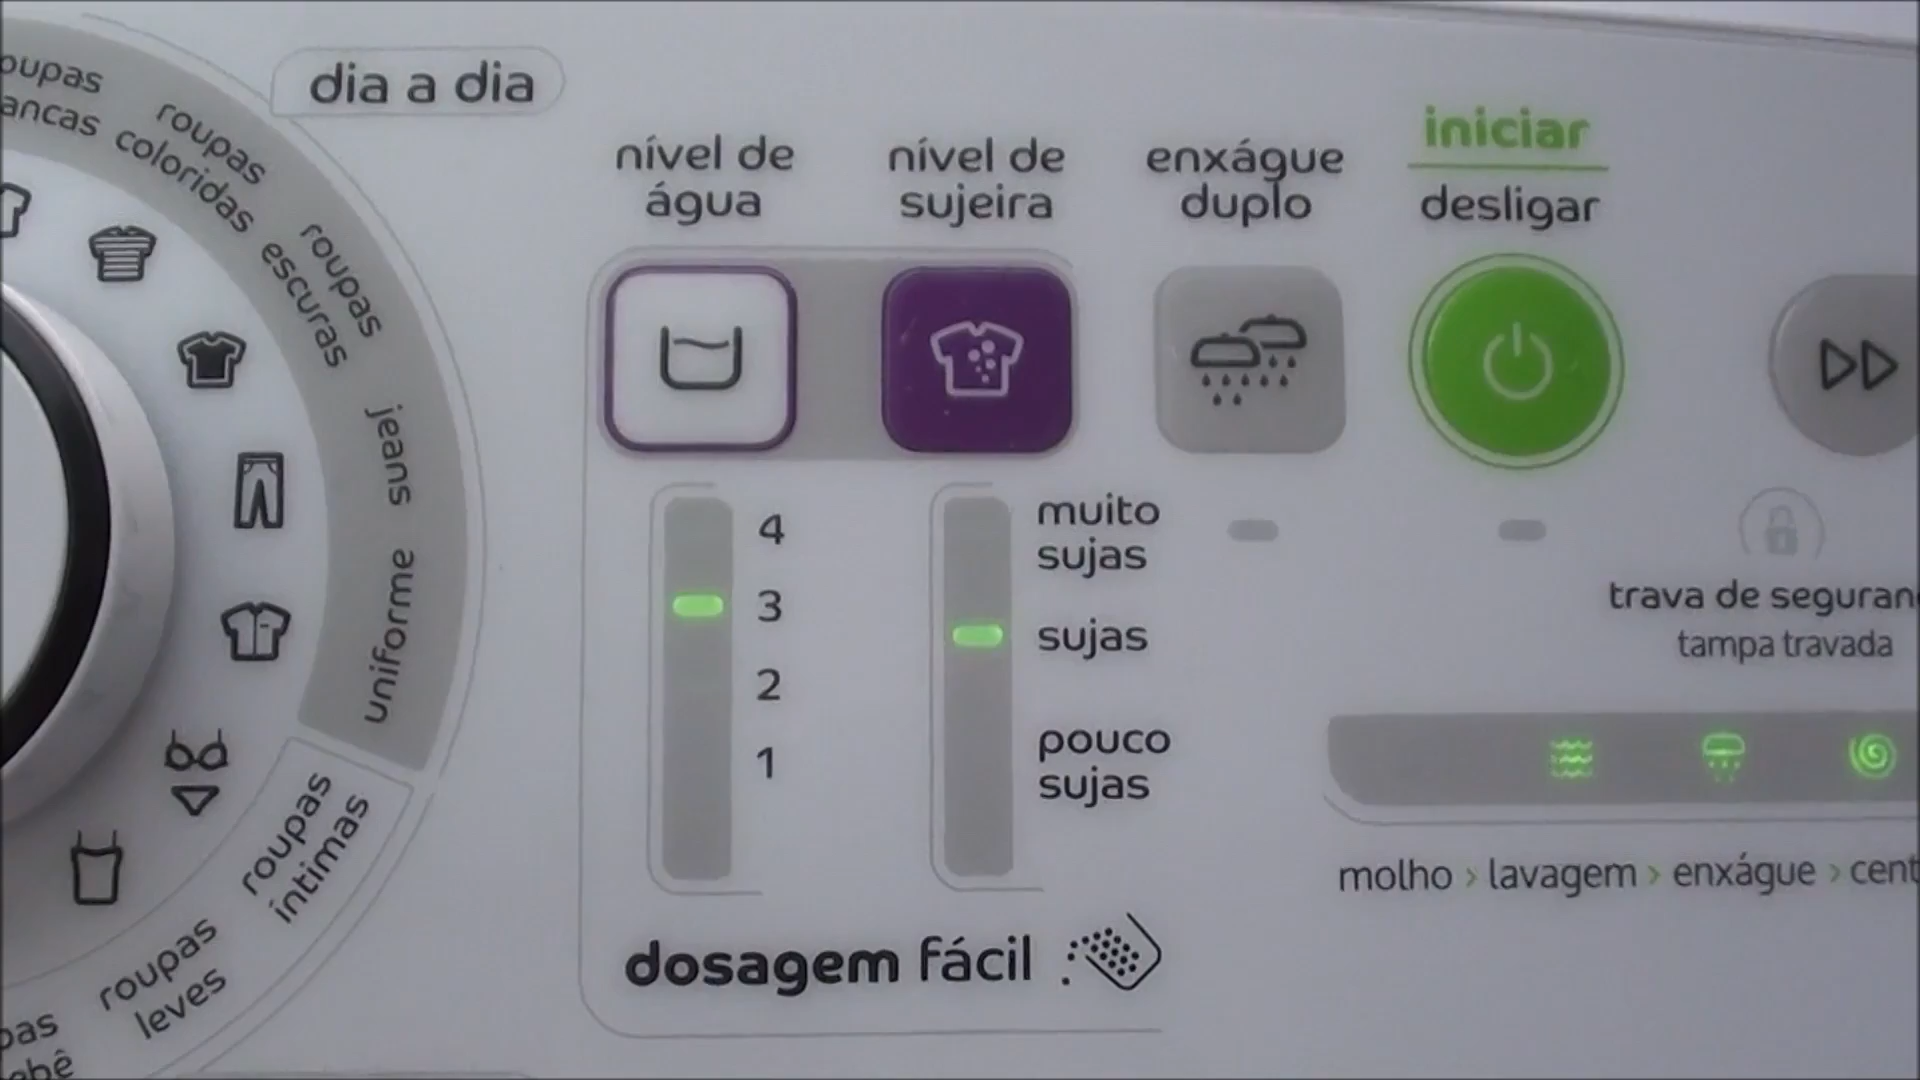 dia a dia
roupas
coloridas
roupas
escuras
jeans
uniforme
roupas
íntimas
roupas
leves
nível de
água
nível de
sujeira
enxágue
duplo
iniciar
desligar
4
3
2
1
muito
sujas
sujas
pouco
sujas
trava de seguran
tampa travada
molho › lavagem › enxágue › cent
dosagem fácil